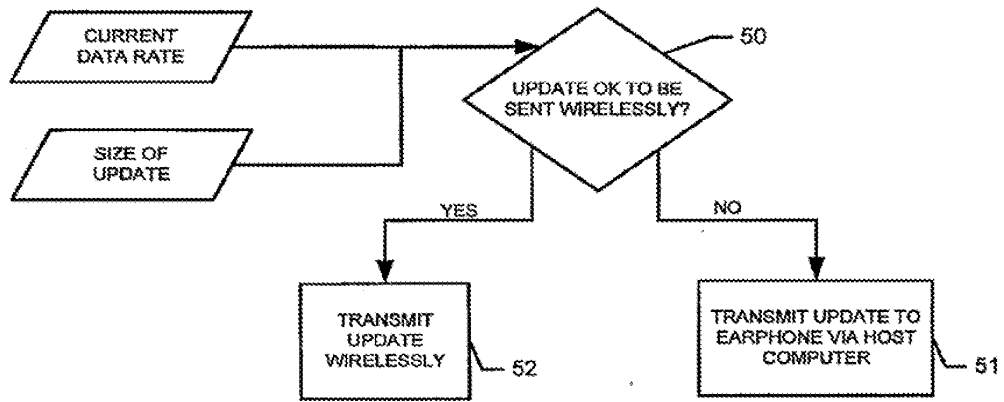 CURRENT
DATA RATE
50
UPDATE OK TO BE
SENT WIRELESSLY?
SIZE OF
UPDATE
YES
NO
TRANSMIT
UPDATE
WIRELESSLY
52
TRANSMIT UPDATE TO
EARPHONE VIA HOST
COMPUTER
51